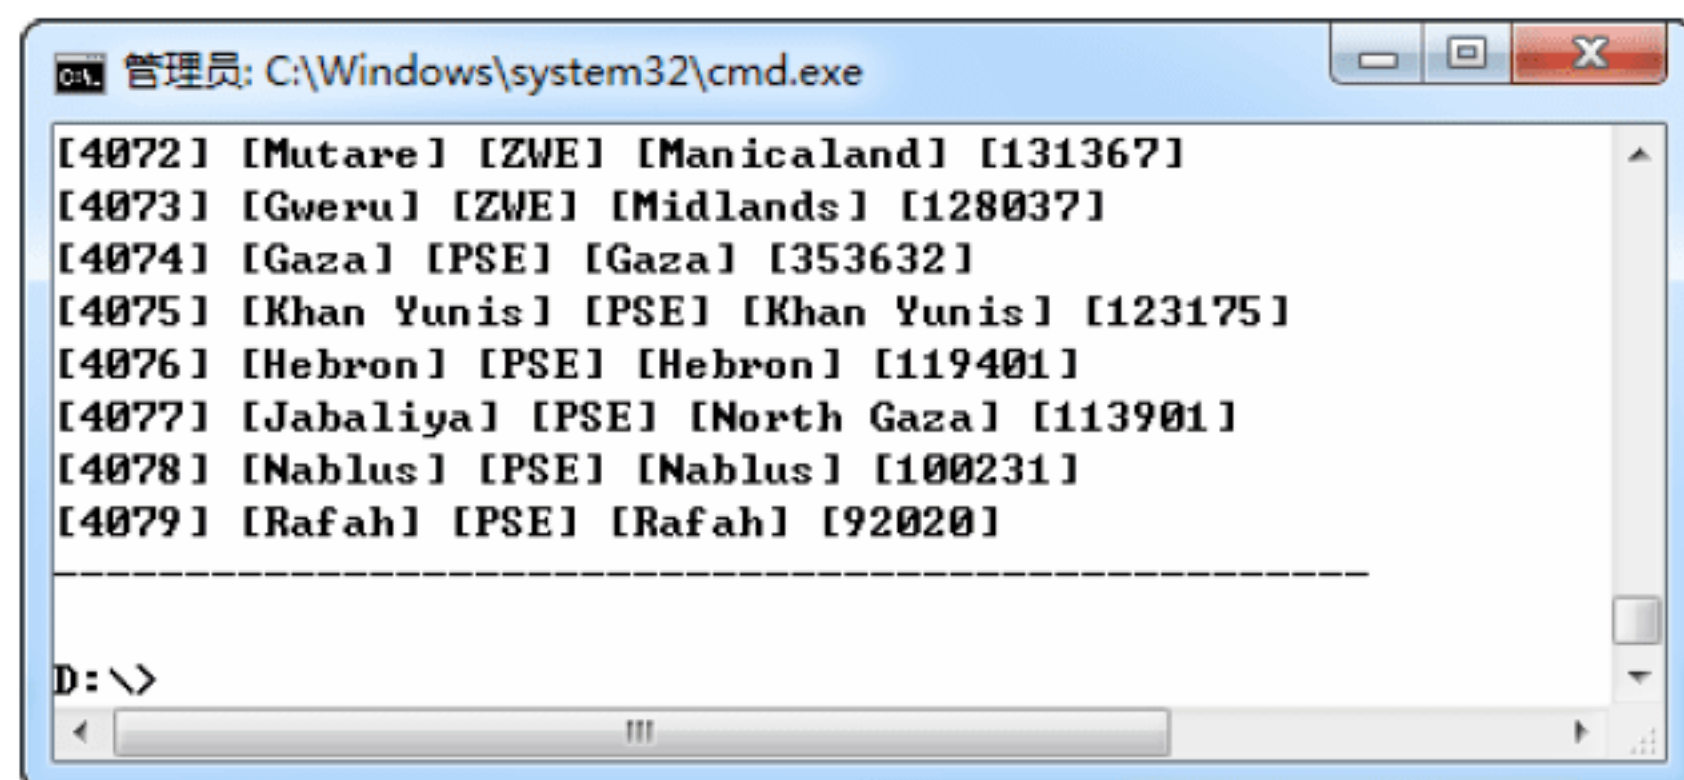 管理员: C:\Windows\system32\cmd.exe
[4072] [Mutare] [ZWE] [Manicaland] [131367]
[4073] [Gweru] [ZWE] [Midlands] [128037]
[4074] [Gaza] [PSE] [Gaza] [353632]
[4075] [Khan Yunis] [PSE] [Khan Yunis] [123175]
[4076] [Hebron] [PSE] [Hebron] [119401]
[4077] [Jabaliya] [PSE] [North Gaza] [113901]
[4078] [Nablus] [PSE] [Nablus] [100231]
[4079] [Rafah] [PSE] [Rafah] [92020]
--------------------------------------------------
D:\>